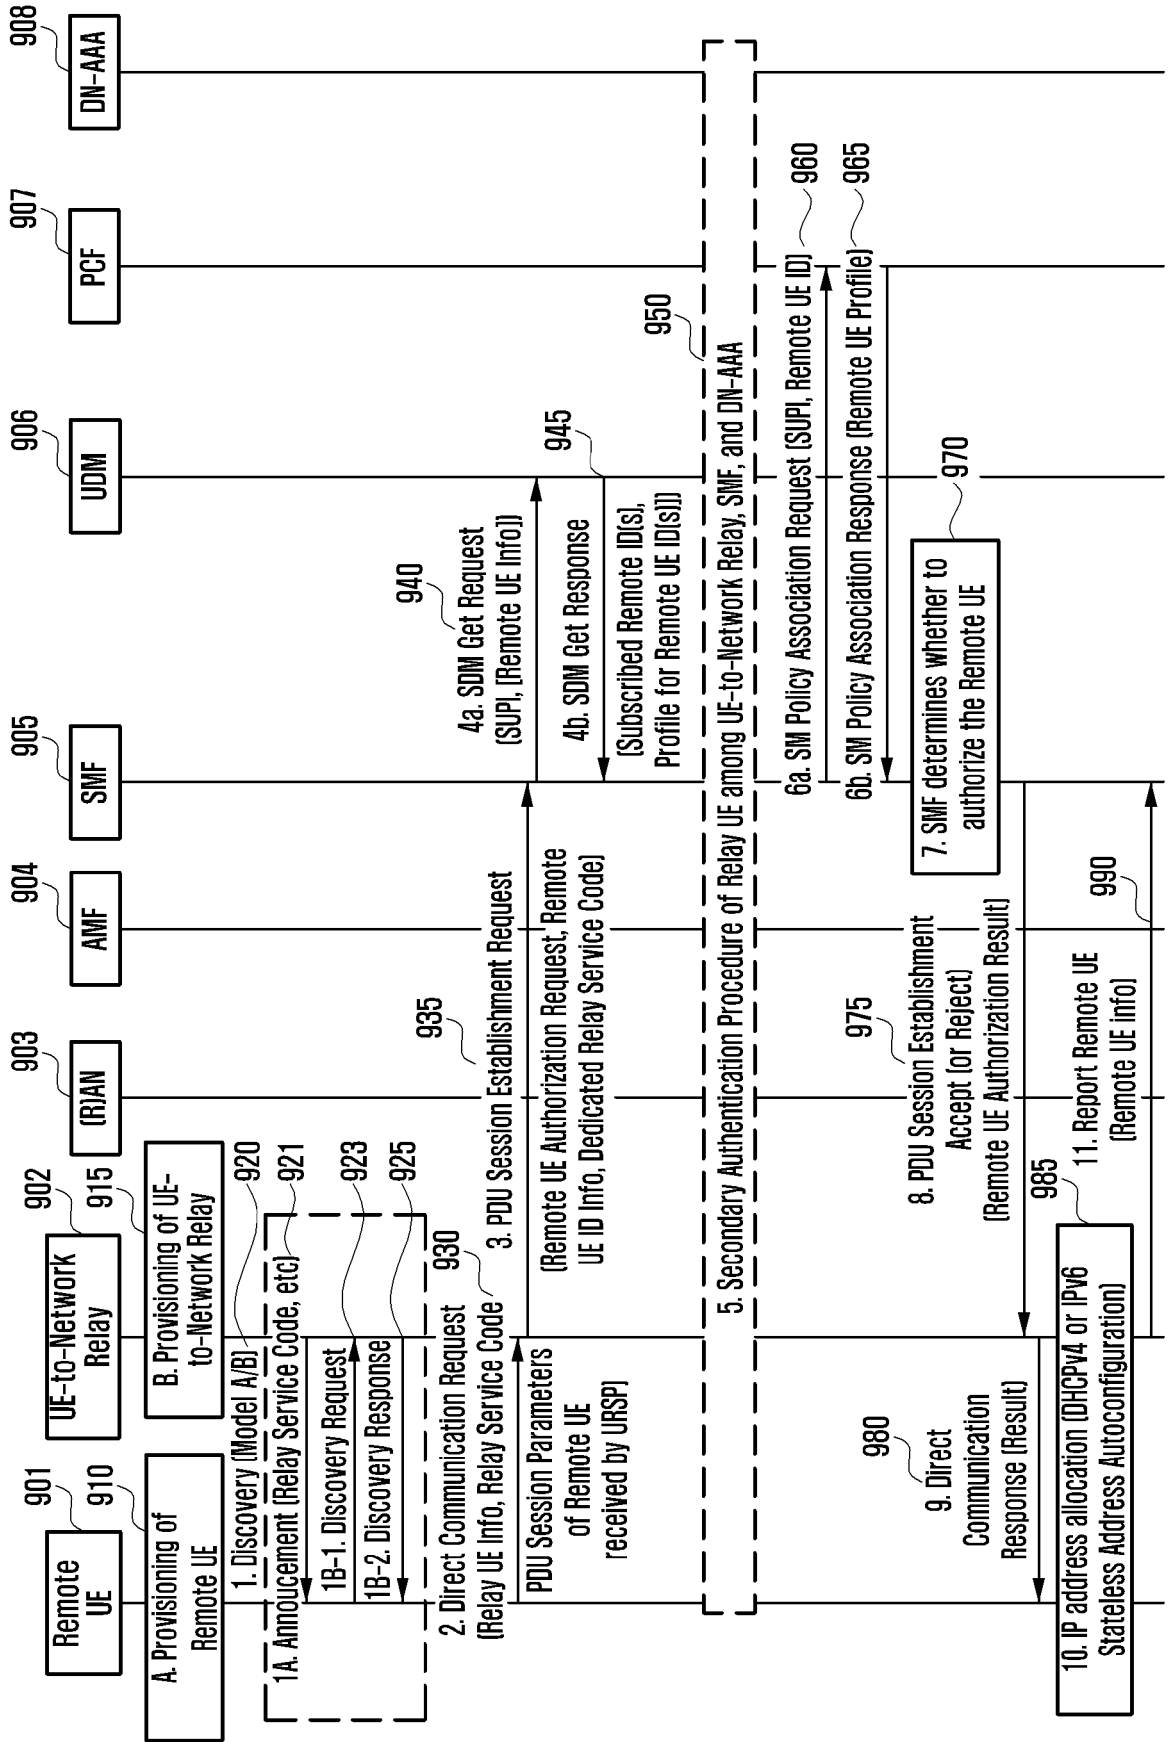 901
Remote
UE
902
UE-to-Network
Relay
903
(R)AN
904
AMF
905
SMF
906
UDM
907
PCF
908
DN-AAA
910
A. Provisioning of
Remote UE
915
B. Provisioning of UE-
to-Network Relay
1. Discovery (Model A/B)
920
1A. Annoucement (Relay Service Code, etc)
921
1B-1. Discovery Request
923
1B-2. Discovery Response
925
2. Direct Communication Request
(Relay UE Info, Relay Service Code
930
PDU Session Parameters
of Remote UE
received by URSP)
935
3. PDU Session Establishment Request
(Remote UE Authorization Request, Remote
UE ID Info, Dedicated Relay Service Code)
940
4a. SDM Get Request
(SUPI, [Remote UE Info])
4b. SDM Get Response
945
(Subscribed Remote ID(s),
Profile for Remote UE ID(s)])
950
5. Secondary Authentication Procedure of Relay UE among UE-to-Network Relay, SMF, and DN-AAA
6a. SM Policy Association Request (SUPI, Remote UE ID)
960
6b. SM Policy Association Response (Remote UE Profile)
965
970
7. SMF determines whether to
authorize the Remote UE
975
8. PDU Session Establishment
Accept (or Reject)
(Remote UE Authorization Result)
980
9. Direct
Communication
Response (Result)
985
10. IP address allocation (DHCPv4 or IPv6
Stateless Address Autoconfiguration)
11. Report Remote UE
(Remote UE info)
990